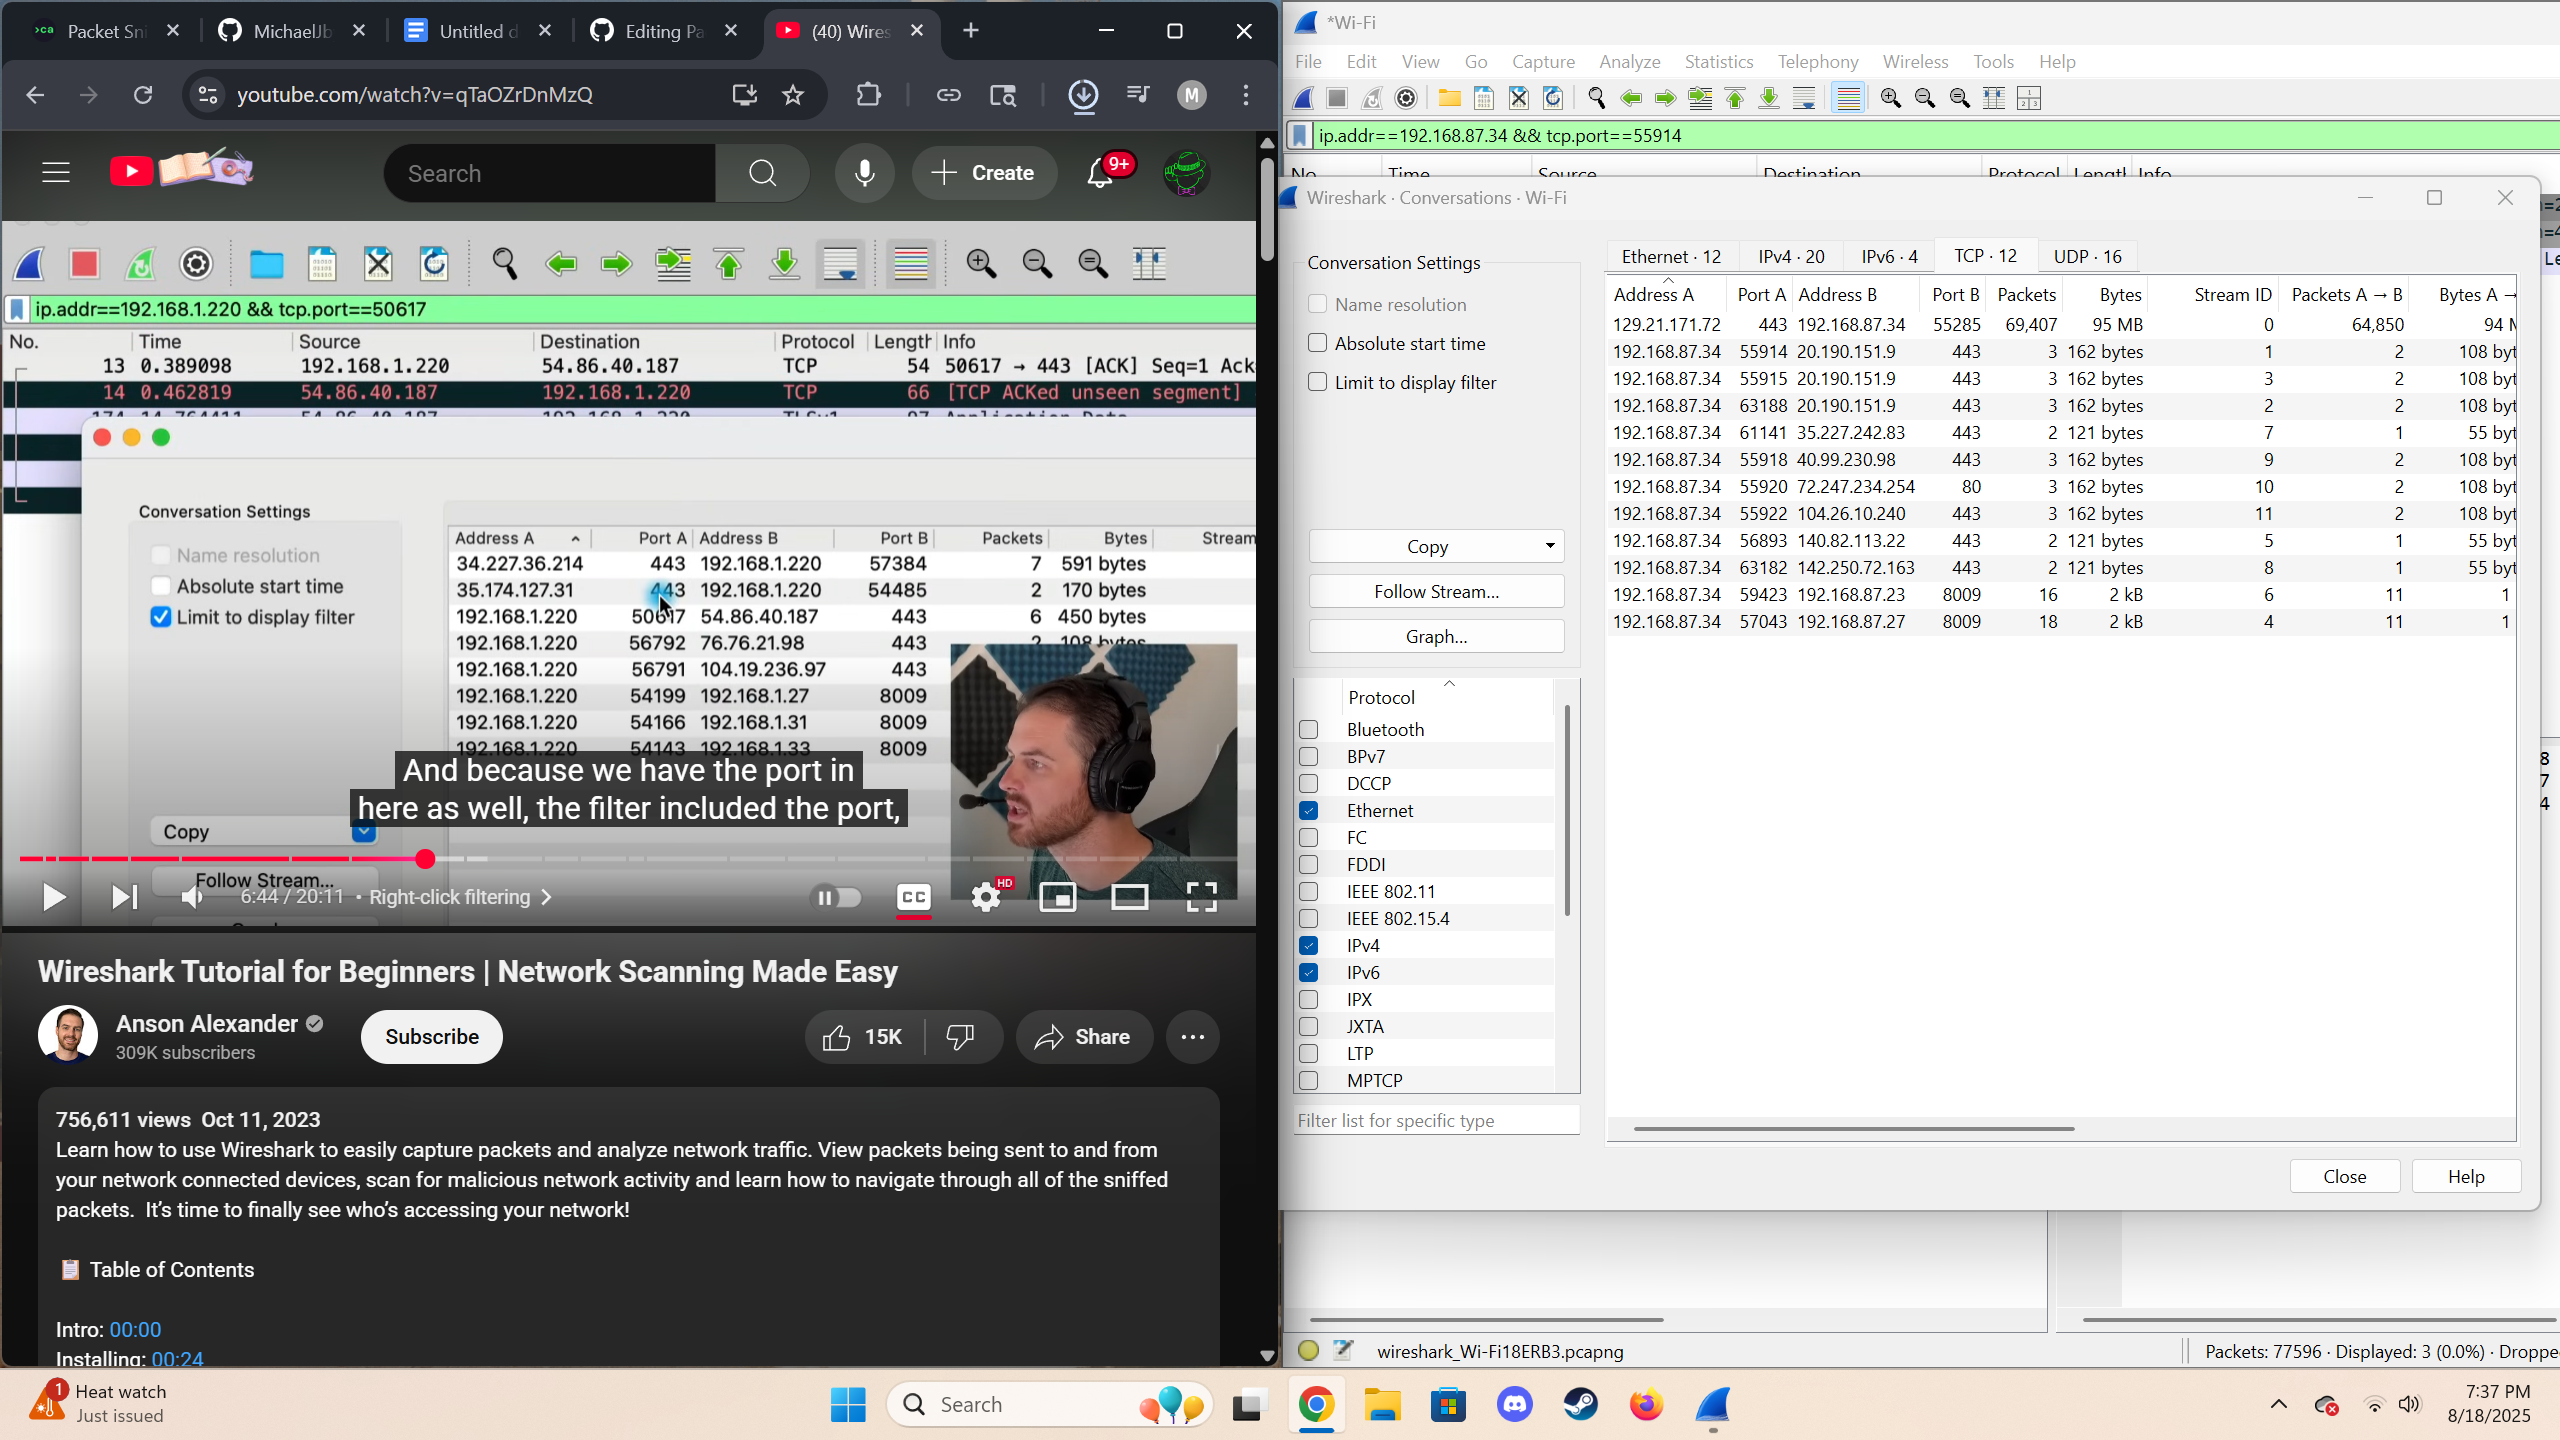 Packet Sni
MichaelJb
Untitled d
Editing Pa
(40) Wires
youtube.com/watch?v=qTaOZrDnMzQ
M
Search
Create
9+
ip.addr==192.168.1.220 && tcp.port==50617
No. Time Source Destination Protocol Length Info
13 0.389098 192.168.1.220 54.86.40.187 TCP 54 50617 → 443 [ACK] Seq=1 Ack
14 0.462819 54.86.40.187 192.168.1.220 TCP 66 [TCP ACKed unseen segment]
Conversation Settings
Name resolution
Absolute start time
Limit to display filter
Copy
Follow Stream...
Address A Port A Address B Port B Packets Bytes Stream
34.227.36.214 443 192.168.1.220 57384 7 591 bytes
35.174.127.31 443 192.168.1.220 54485 2 170 bytes
192.168.1.220 50617 54.86.40.187 443 6 450 bytes
192.168.1.220 56792 76.76.21.98 443 2 108 bytes
192.168.1.220 56791 104.19.236.97 443
192.168.1.220 54199 192.168.1.27 8009
192.168.1.220 54166 192.168.1.31 8009
192.168.1.220 54143 192.168.1.33 8009
And because we have the port in
here as well, the filter included the port,
6:44 / 20:11 • Right-click filtering
CC
HD
Wireshark Tutorial for Beginners | Network Scanning Made Easy
Anson Alexander
309K subscribers
Subscribe
15K
Share
756,611 views Oct 11, 2023
Learn how to use Wireshark to easily capture packets and analyze network traffic. View packets being sent to and from
your network connected devices, scan for malicious network activity and learn how to navigate through all of the sniffed
packets. It's time to finally see who's accessing your network!
Table of Contents
Intro: 00:00
Installing: 00:24
*Wi-Fi
File Edit View Go Capture Analyze Statistics Telephony Wireless Tools Help
ip.addr==192.168.87.34 && tcp.port==55914
No. Time Source Destination Protocol Length Info
Wireshark · Conversations · Wi-Fi
Conversation Settings
Name resolution
Absolute start time
Limit to display filter
Copy
Follow Stream...
Graph...
Protocol
Bluetooth
BPv7
DCCP
Ethernet
FC
FDDI
IEEE 802.11
IEEE 802.15.4
IPv4
IPv6
IPX
JXTA
LTP
MPTCP
Filter list for specific type
Ethernet · 12 IPv4 · 20 IPv6 · 4 TCP · 12 UDP · 16
Address A Port A Address B Port B Packets Bytes Stream ID Packets A → B Bytes A →
129.21.171.72 443 192.168.87.34 55285 69,407 95 MB 0 64,850 94 M
192.168.87.34 55914 20.190.151.9 443 3 162 bytes 1 2 108 byt
192.168.87.34 55915 20.190.151.9 443 3 162 bytes 3 2 108 byt
192.168.87.34 63188 20.190.151.9 443 3 162 bytes 2 2 108 byt
192.168.87.34 61141 35.227.242.83 443 2 121 bytes 7 1 55 byt
192.168.87.34 55918 40.99.230.98 443 3 162 bytes 9 2 108 byt
192.168.87.34 55920 72.247.234.254 80 3 162 bytes 10 2 108 byt
192.168.87.34 55922 104.26.10.240 443 3 162 bytes 11 2 108 byt
192.168.87.34 56893 140.82.113.22 443 2 121 bytes 5 1 55 byt
192.168.87.34 63182 142.250.72.163 443 2 121 bytes 8 1 55 byt
192.168.87.34 59423 192.168.87.23 8009 16 2 kB 6 11 1
192.168.87.34 57043 192.168.87.27 8009 18 2 kB 4 11 1
Close
Help
8
7
4
wireshark_Wi-Fi18ERB3.pcapng
Packets: 77596 · Displayed: 3 (0.0%) · Droppe
1
Heat watch
Just issued
Search
7:37 PM
8/18/2025